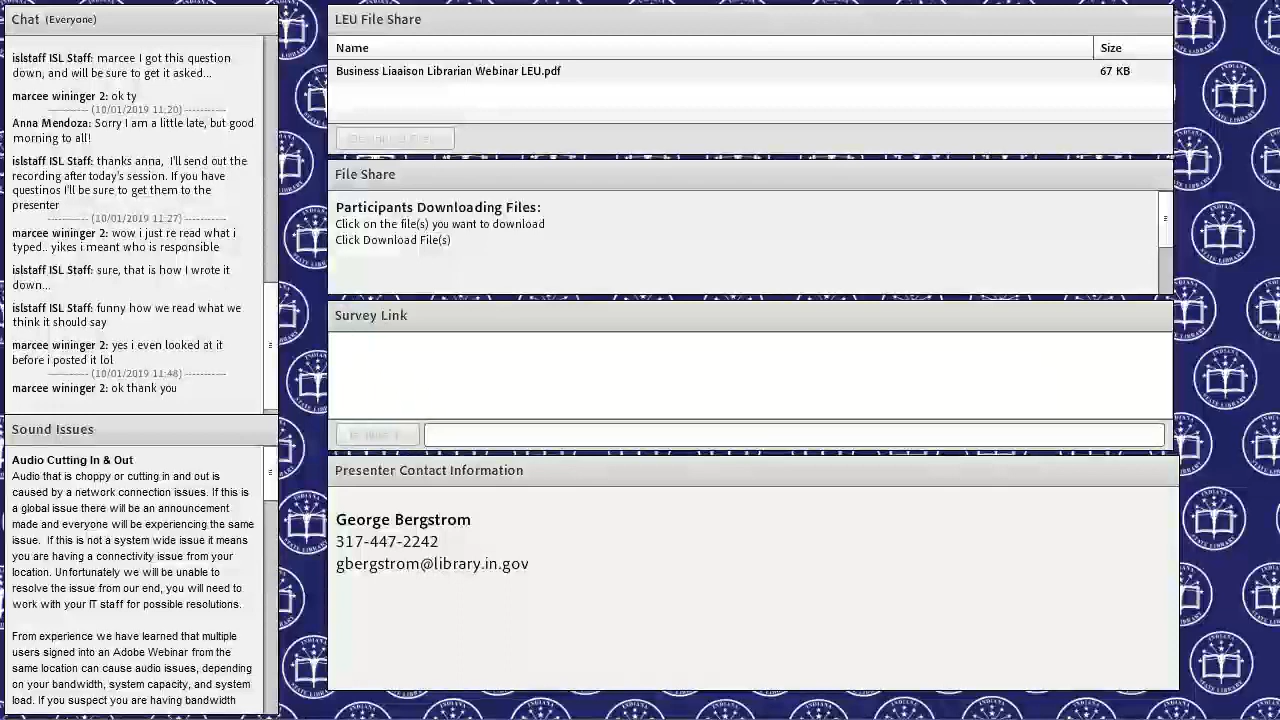 Chat (Everyone)
islstaff ISL Staff: marcee I got this question
down, and will be sure to get it asked...
marcee wininger 2: ok ty
----------- (10/01/2019 11:20) -----------
Anna Mendoza: Sorry I am a little late, but good
morning to all!
islstaff ISL Staff: thanks anna,  I'll send out the
recording after today's session. If you have
questinos I'll be sure to get them to the
presenter
----------- (10/01/2019 11:27) -----------
marcee wininger 2: wow i just re read what i
typed.. yikes i meant who is responsible
islstaff ISL Staff: sure, that is how I wrote it
down...
islstaff ISL Staff: funny how we read what we
think it should say
marcee wininger 2: yes i even looked at it
before i posted it lol
----------- (10/01/2019 11:48) -----------
marcee wininger 2: ok thank you
Sound Issues
Audio Cutting In & Out
Audio that is choppy or cutting in and out is
caused by a network connection issues. If this is
a global issue there will be an announcement
made and everyone will be experiencing the same
issue.  If this is not a system wide issue it means
you are having a connectivity issue from your
location. Unfortunately we will be unable to
resolve the issue from our end, you will need to
work with your IT staff for possible resolutions.
From experience we have learned that multiple
users signed into an Adobe Webinar from the
same location can cause audio issues, depending
on your bandwidth, system capacity, and system
load. If you suspect you are having bandwidth
LEU File Share
Name
Size
Business Liaaison Librarian Webinar LEU.pdf
67 KB
File Share
Participants Downloading Files:
Click on the file(s) you want to download
Click Download File(s)
Survey Link
Presenter Contact Information
George Bergstrom
317-447-2242
gbergstrom@library.in.gov
INDIANA
STATE LIBRARY